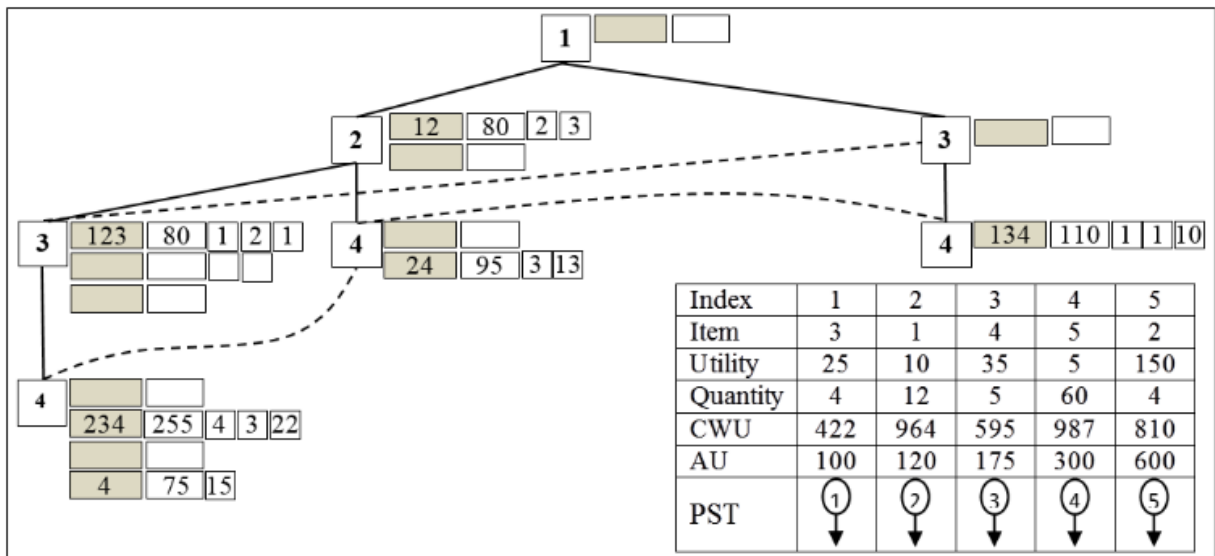 1
2 12 80 2 3
3
3 123 80 1 2 1
4
24 95 3 13
4 134 110 1 1 10
4
234 255 4 3 22
4 75 15
Index 1 2 3 4 5
Item 3 1 4 5 2
Utility 25 10 35 5 150
Quantity 4 12 5 60 4
CWU 422 964 595 987 810
AU 100 120 175 300 600
PST 1 2 3 4 5